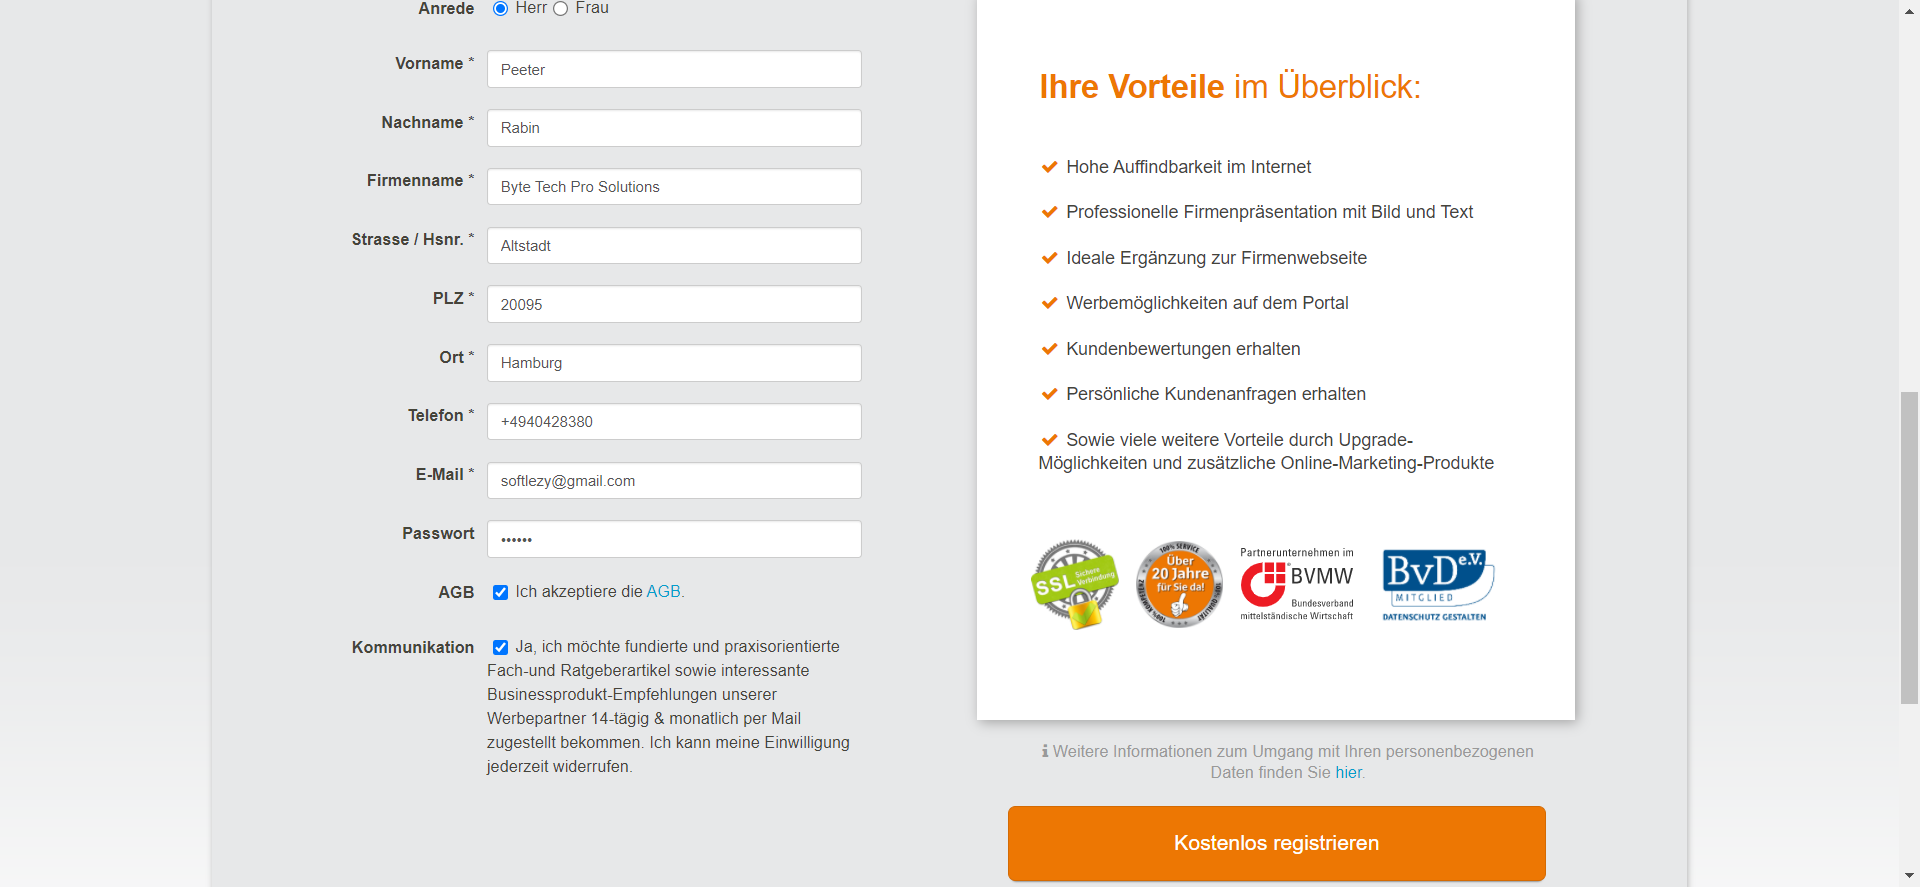 Anrede Herr Frau
Vorname * Peeter
Nachname * Rabin
Firmenname * Byte Tech Pro Solutions
Strasse / Hsnr. * Altstadt
PLZ * 20095
Ort * Hamburg
Telefon * +4940428380
E-Mail * softlezy@gmail.com
Passwort ••••••
AGB Ich akzeptiere die AGB.
Kommunikation Ja, ich möchte fundierte und praxisorientierte
Fach-und Ratgeberartikel sowie interessante
Businessprodukt-Empfehlungen unserer
Werbepartner 14-tägig & monatlich per Mail
zugestellt bekommen. Ich kann meine Einwilligung
jederzeit widerrufen.
Ihre Vorteile im Überblick:
Hohe Auffindbarkeit im Internet
Professionelle Firmenpräsentation mit Bild und Text
Ideale Ergänzung zur Firmenwebseite
Werbemöglichkeiten auf dem Portal
Kundenbewertungen erhalten
Persönliche Kundenanfragen erhalten
Sowie viele weitere Vorteile durch Upgrade-
Möglichkeiten und zusätzliche Online-Marketing-Produkte
SSL Sichere Verbindung
100% SERVICE
Über
20 Jahre
für Sie da!
100% QUALITÄT
Partnerunternehmen im
BVMW
Bundesverband
mittelständische Wirtschaft
BvD e.V.
MITGLIED
DATENSCHUTZ GESTALTEN
Weitere Informationen zum Umgang mit Ihren personenbezogenen
Daten finden Sie hier.
Kostenlos registrieren